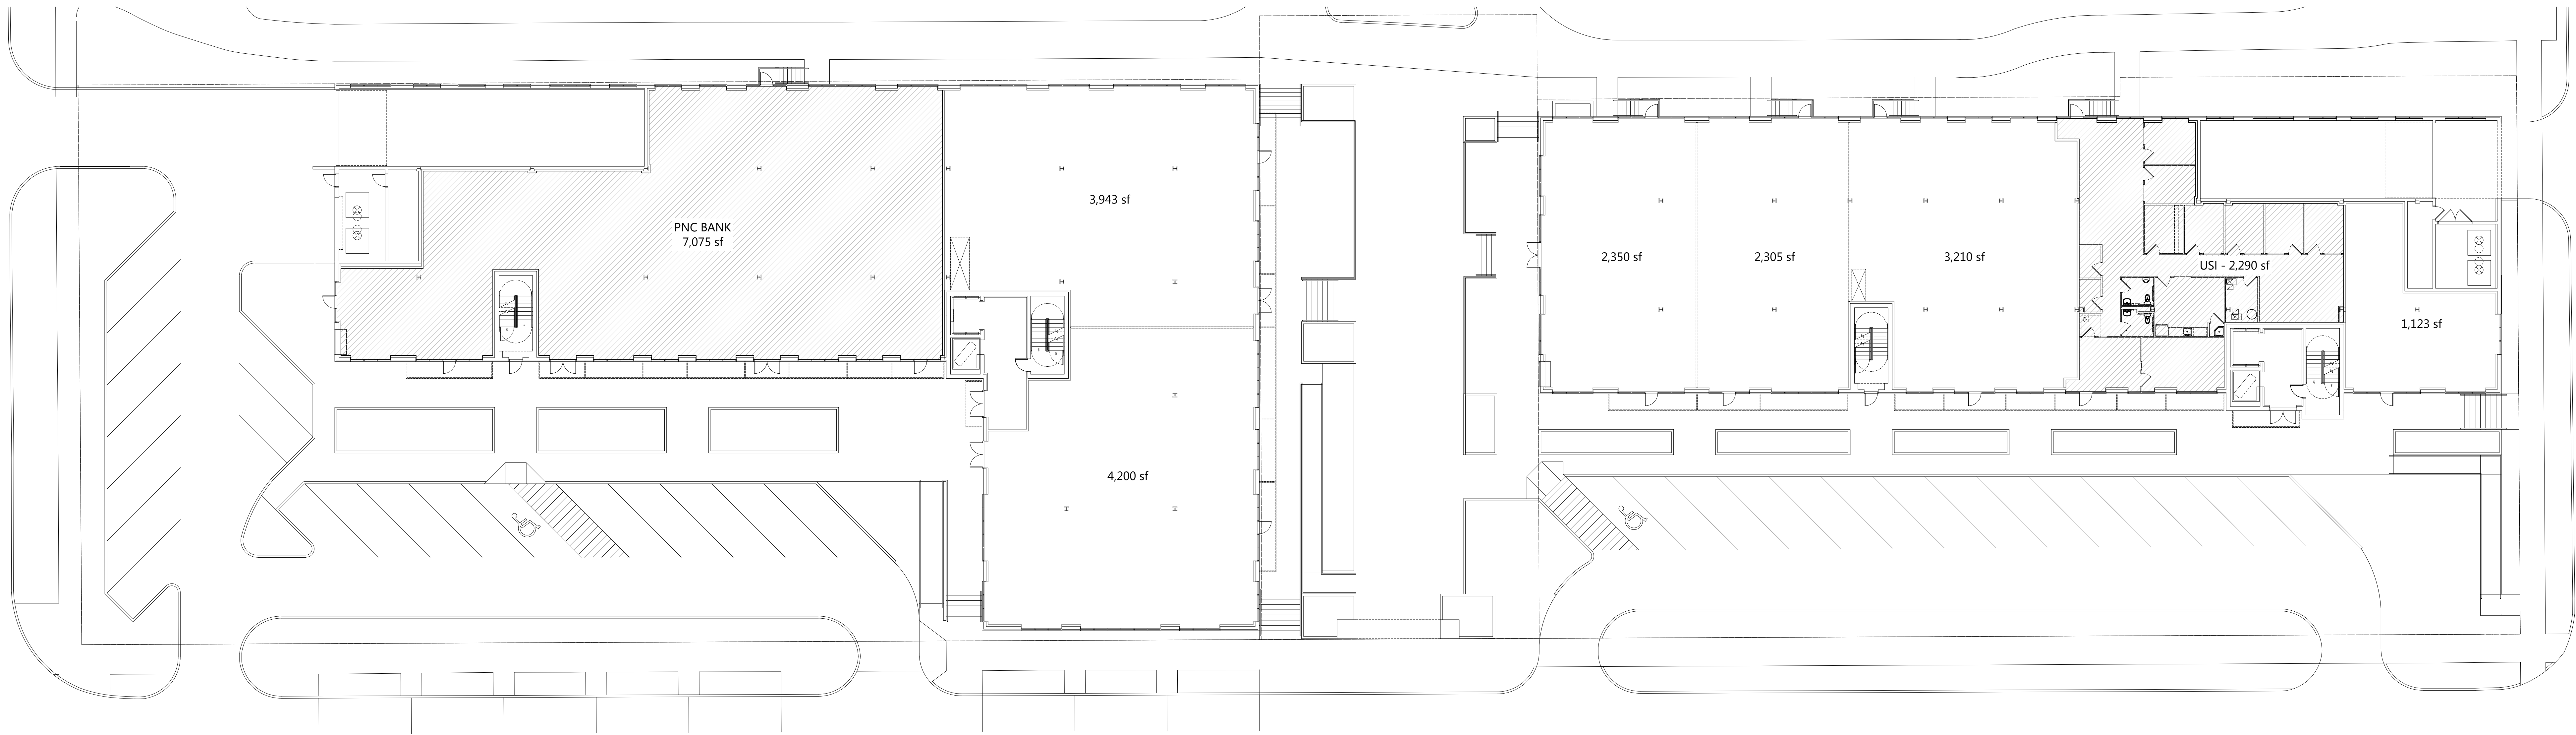 PNC BANK
7,075 sf
3,943 sf
4,200 sf
2,350 sf
2,305 sf
3,210 sf
USI - 2,290 sf
1,123 sf